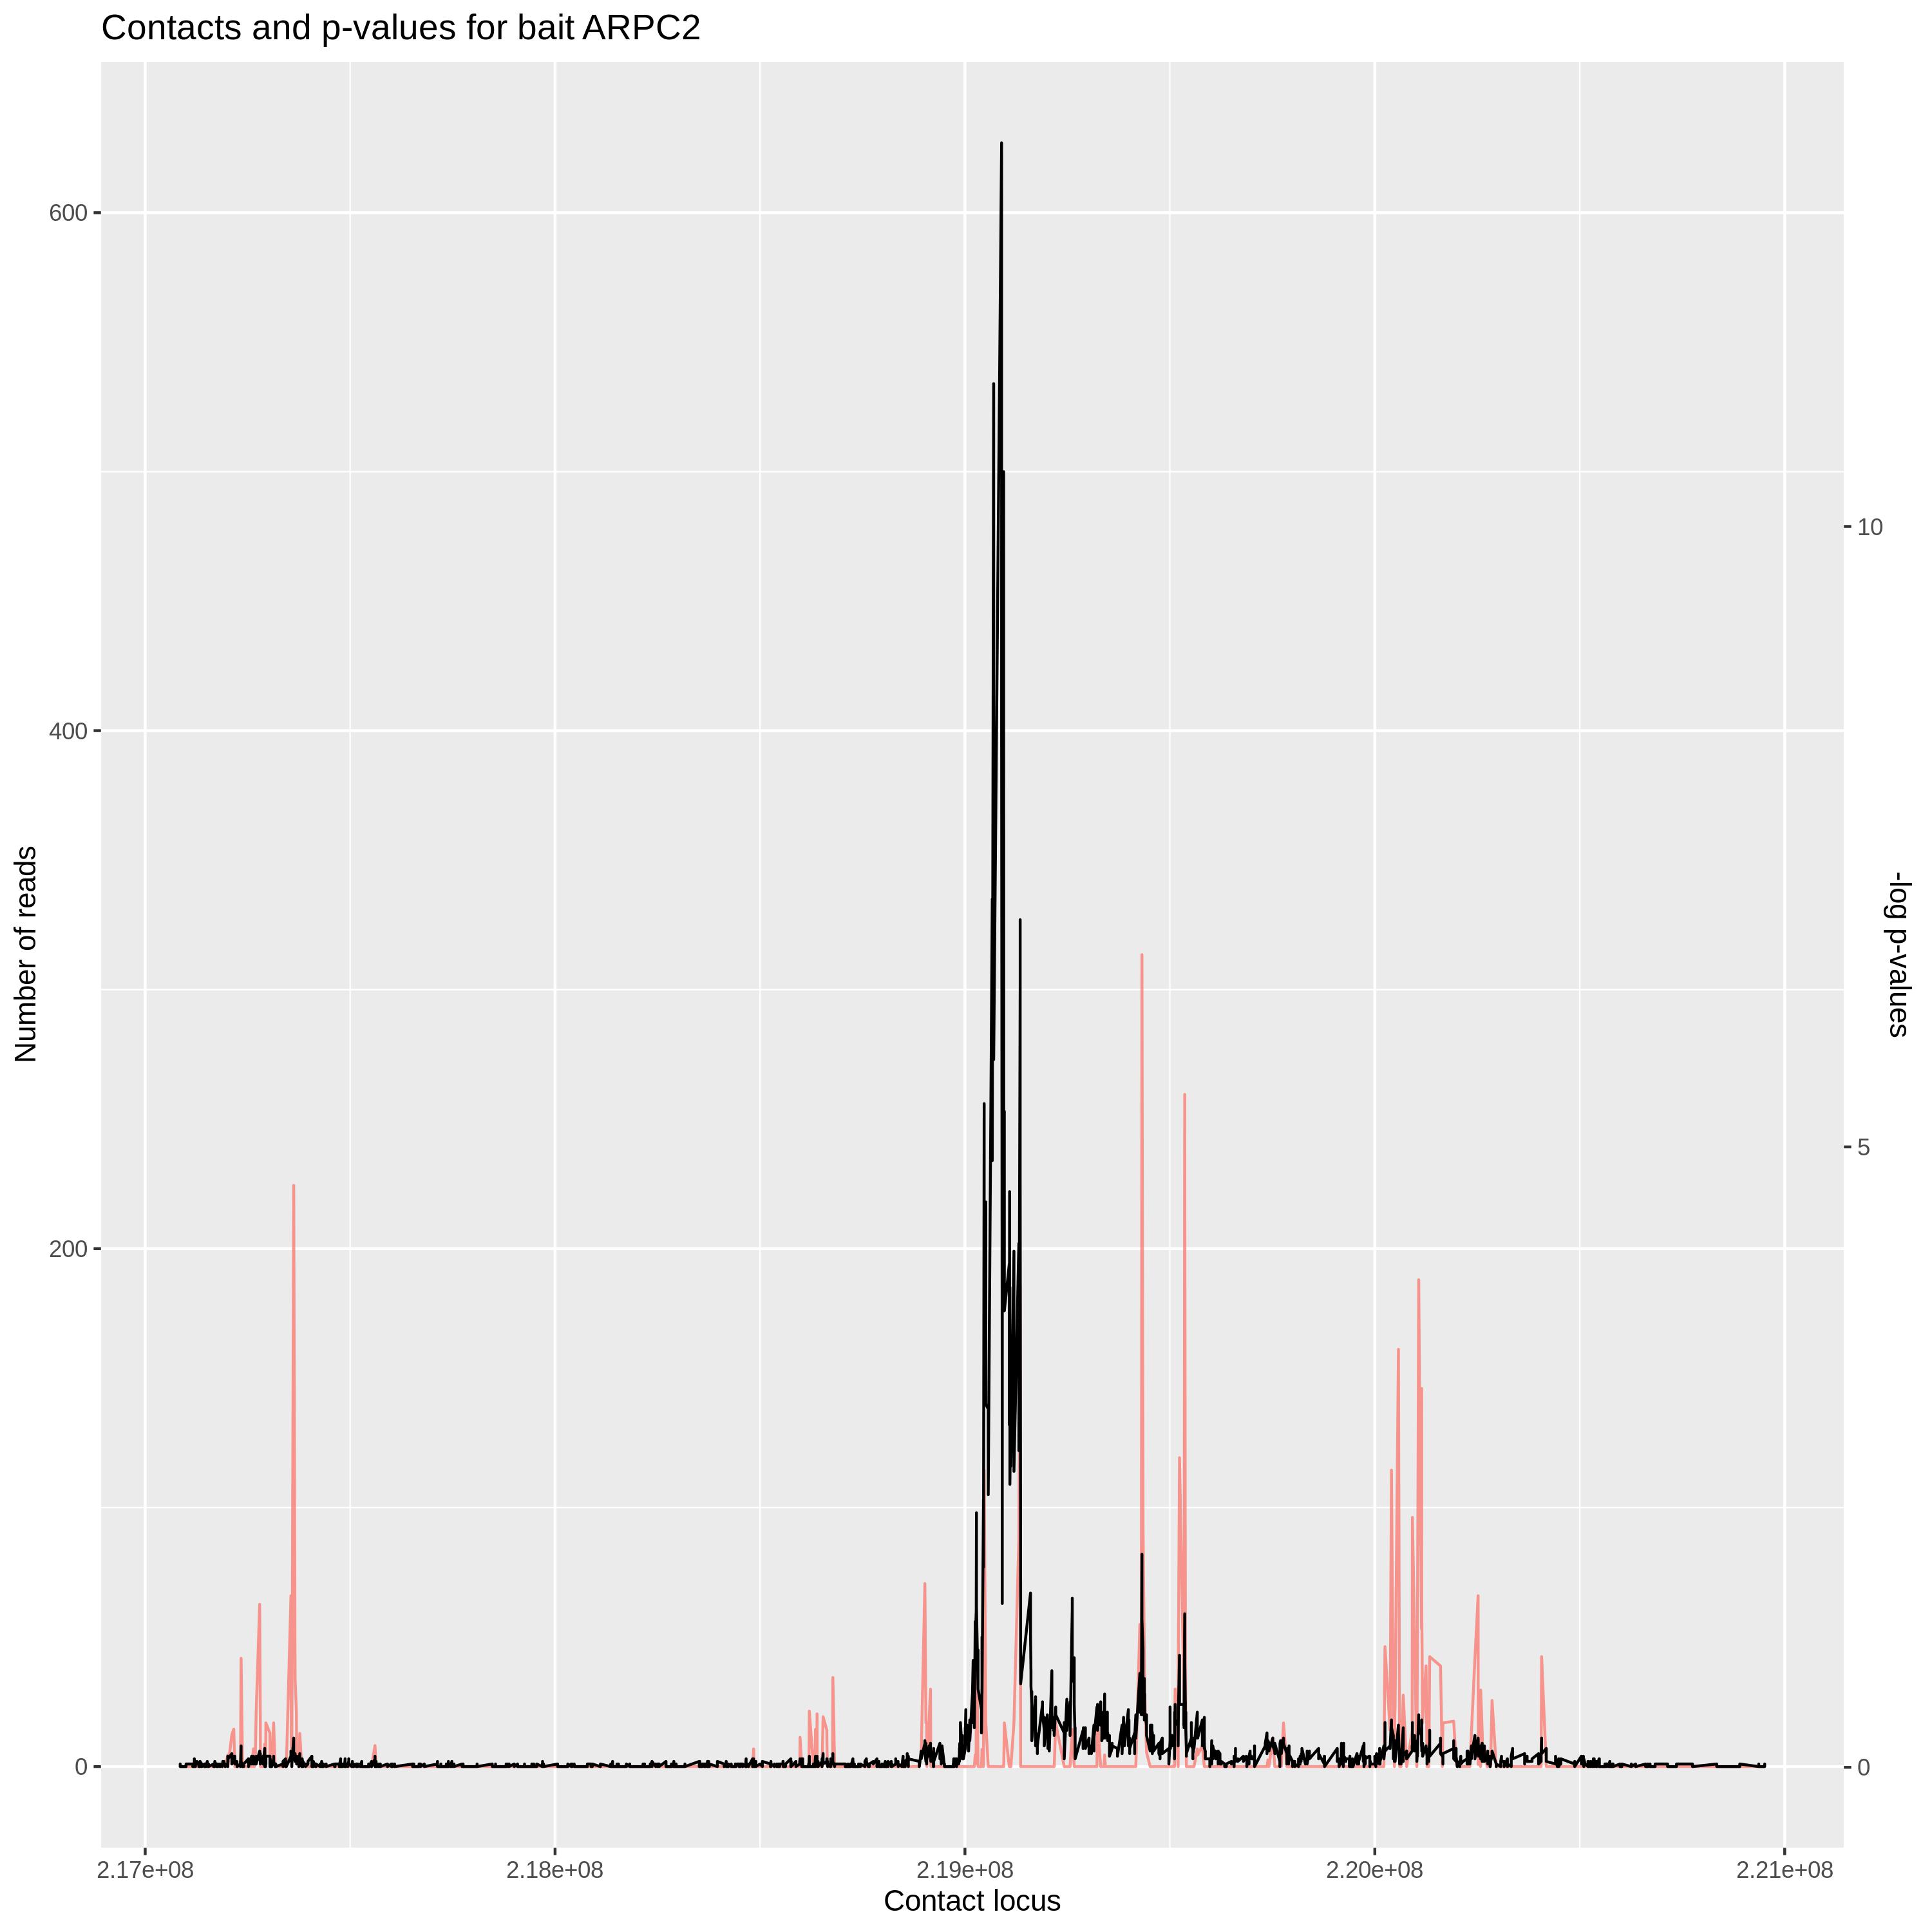 Contacts and p-values for bait ARPC2
600
400
200
0
Number of reads
10
5
0
-log p-values
2.17e+08
2.18e+08
2.19e+08
2.20e+08
2.21e+08
Contact locus